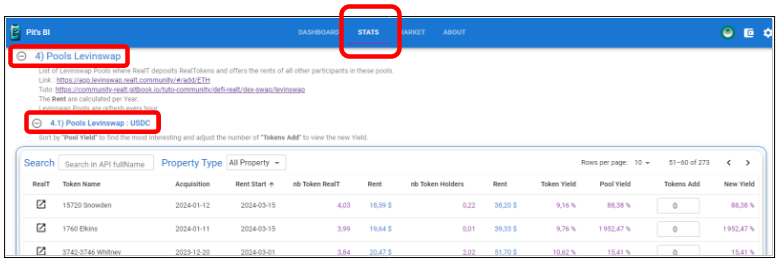 Pit's BI DASHBOARD STATS MARKET ABOUT
4) Pools Levinswap
List of Levinswap Pools where RealT deposits RealTokens and offers the rents of all other participants in these pools.
Link : https://app.levinswap.realt.community/#/add/ETH
Tuto :https://community-realt.gitbook.io/tuto-community/defi-realt/dex-swap/levinswap
The Rent are calculated per Year.
Levinswap Pools are refresh every hour
4.1) Pools Levinswap : USDC
Sort by "Pool Yield" to find the most interesting and adjust the number of "Tokens Add" to view the new Yield.
Search Search in API fullName Property Type All Property Rows per page: 10 51–60 of 273
RealT Token Name Acquisition Rent Start ↑ nb Token RealT Rent nb Token Holders Rent Token Yield Pool Yield Tokens Add New Yield
15720 Snowden 2024-01-12 2024-03-15 4,03 18,59 $ 0,22 38,20 $ 9,16 % 88,38 % 0 88,38 %
1760 Elkins 2024-01-11 2024-03-15 3,99 19,64 $ 0,01 39,33 $ 9,76 % 1 952,47 % 0 1 952,47 %
3742-3746 Whitney 2023-12-20 2024-03-01 3,84 20,47 $ 2,02 51,70 $ 10,62 % 15,41 % 0 15,41 %